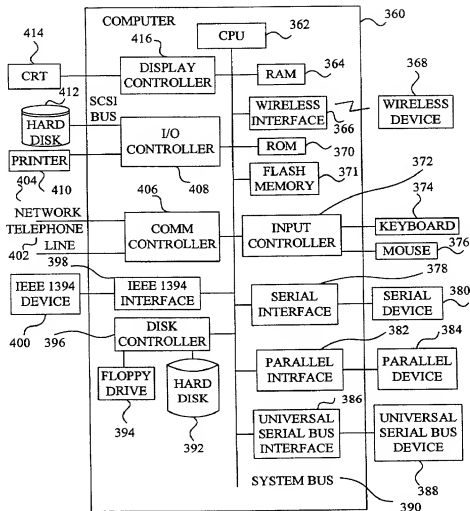 COMPUTER
360
414
416
CPU
362
CRT
DISPLAY
CONTROLLER
RAM
364
412
SCSI
BUS
WIRELESS
INTERFACE
366
368
WIRELESS
DEVICE
HARD
DISK
I/O
CONTROLLER
ROM
370
PRINTER
404
410
406
408
FLASH
MEMORY
371
372
374
NETWORK
TELEPHONE
LINE
402
COMM
CONTROLLER
INPUT
CONTROLLER
KEYBOARD
MOUSE
376
398
378
IEEE 1394
DEVICE
IEEE 1394
INTERFACE
SERIAL
INTERFACE
SERIAL
DEVICE
380
400
396
DISK
CONTROLLER
382
384
FLOPPY
DRIVE
394
HARD
DISK
392
PARALLEL
INTRFACE
PARALLEL
DEVICE
386
UNIVERSAL
SERIAL BUS
INTERFACE
UNIVERSAL
SERIAL BUS
DEVICE
388
SYSTEM BUS
390